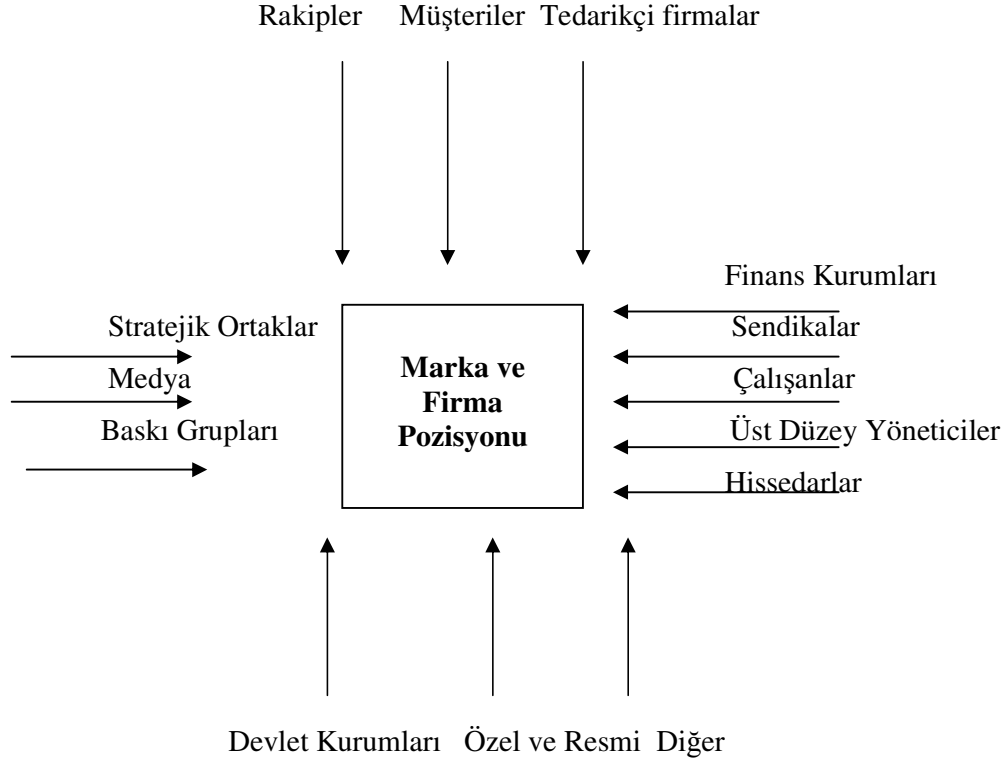 Rakipler Müşteriler Tedarikçi firmalar
Finans Kurumları
Stratejik Ortaklar
Sendikalar
Marka ve
Firma
Pozisyonu
Medya
Çalışanlar
Baskı Grupları
Üst Düzey Yöneticiler
Hissedarlar
Devlet Kurumları Özel ve Resmi Diğer